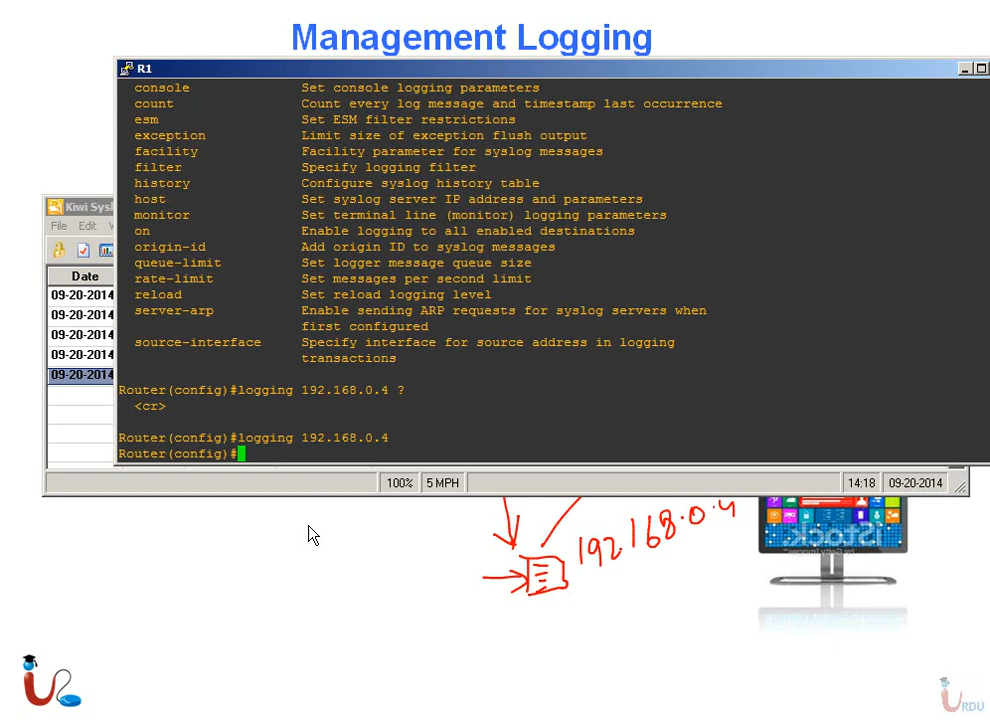 Management Logging
R1
console Set console logging parameters
count Count every log message and timestamp last occurrence
esm Set ESM filter restrictions
exception Limit size of exception flush output
facility Facility parameter for syslog messages
filter Specify logging filter
history Configure syslog history table
host Set syslog server IP address and parameters
monitor Set terminal line (monitor) logging parameters
on Enable logging to all enabled destinations
origin-id Add origin ID to syslog messages
queue-limit Set logger message queue size
rate-limit Set messages per second limit
reload Set reload logging level
server-arp Enable sending ARP requests for syslog servers when
first configured
source-interface Specify interface for source address in logging
transactions
Router(config)#logging 192.168.0.4 ?
<cr>
Router(config)#logging 192.168.0.4
Router(config)#
Kiwi Sys
File Edit
Date
09-20-2014
09-20-2014
09-20-2014
09-20-2014
09-20-2014
100% 5 MPH 14:18 09-20-2014
192.168.0.4
iStock
URDU